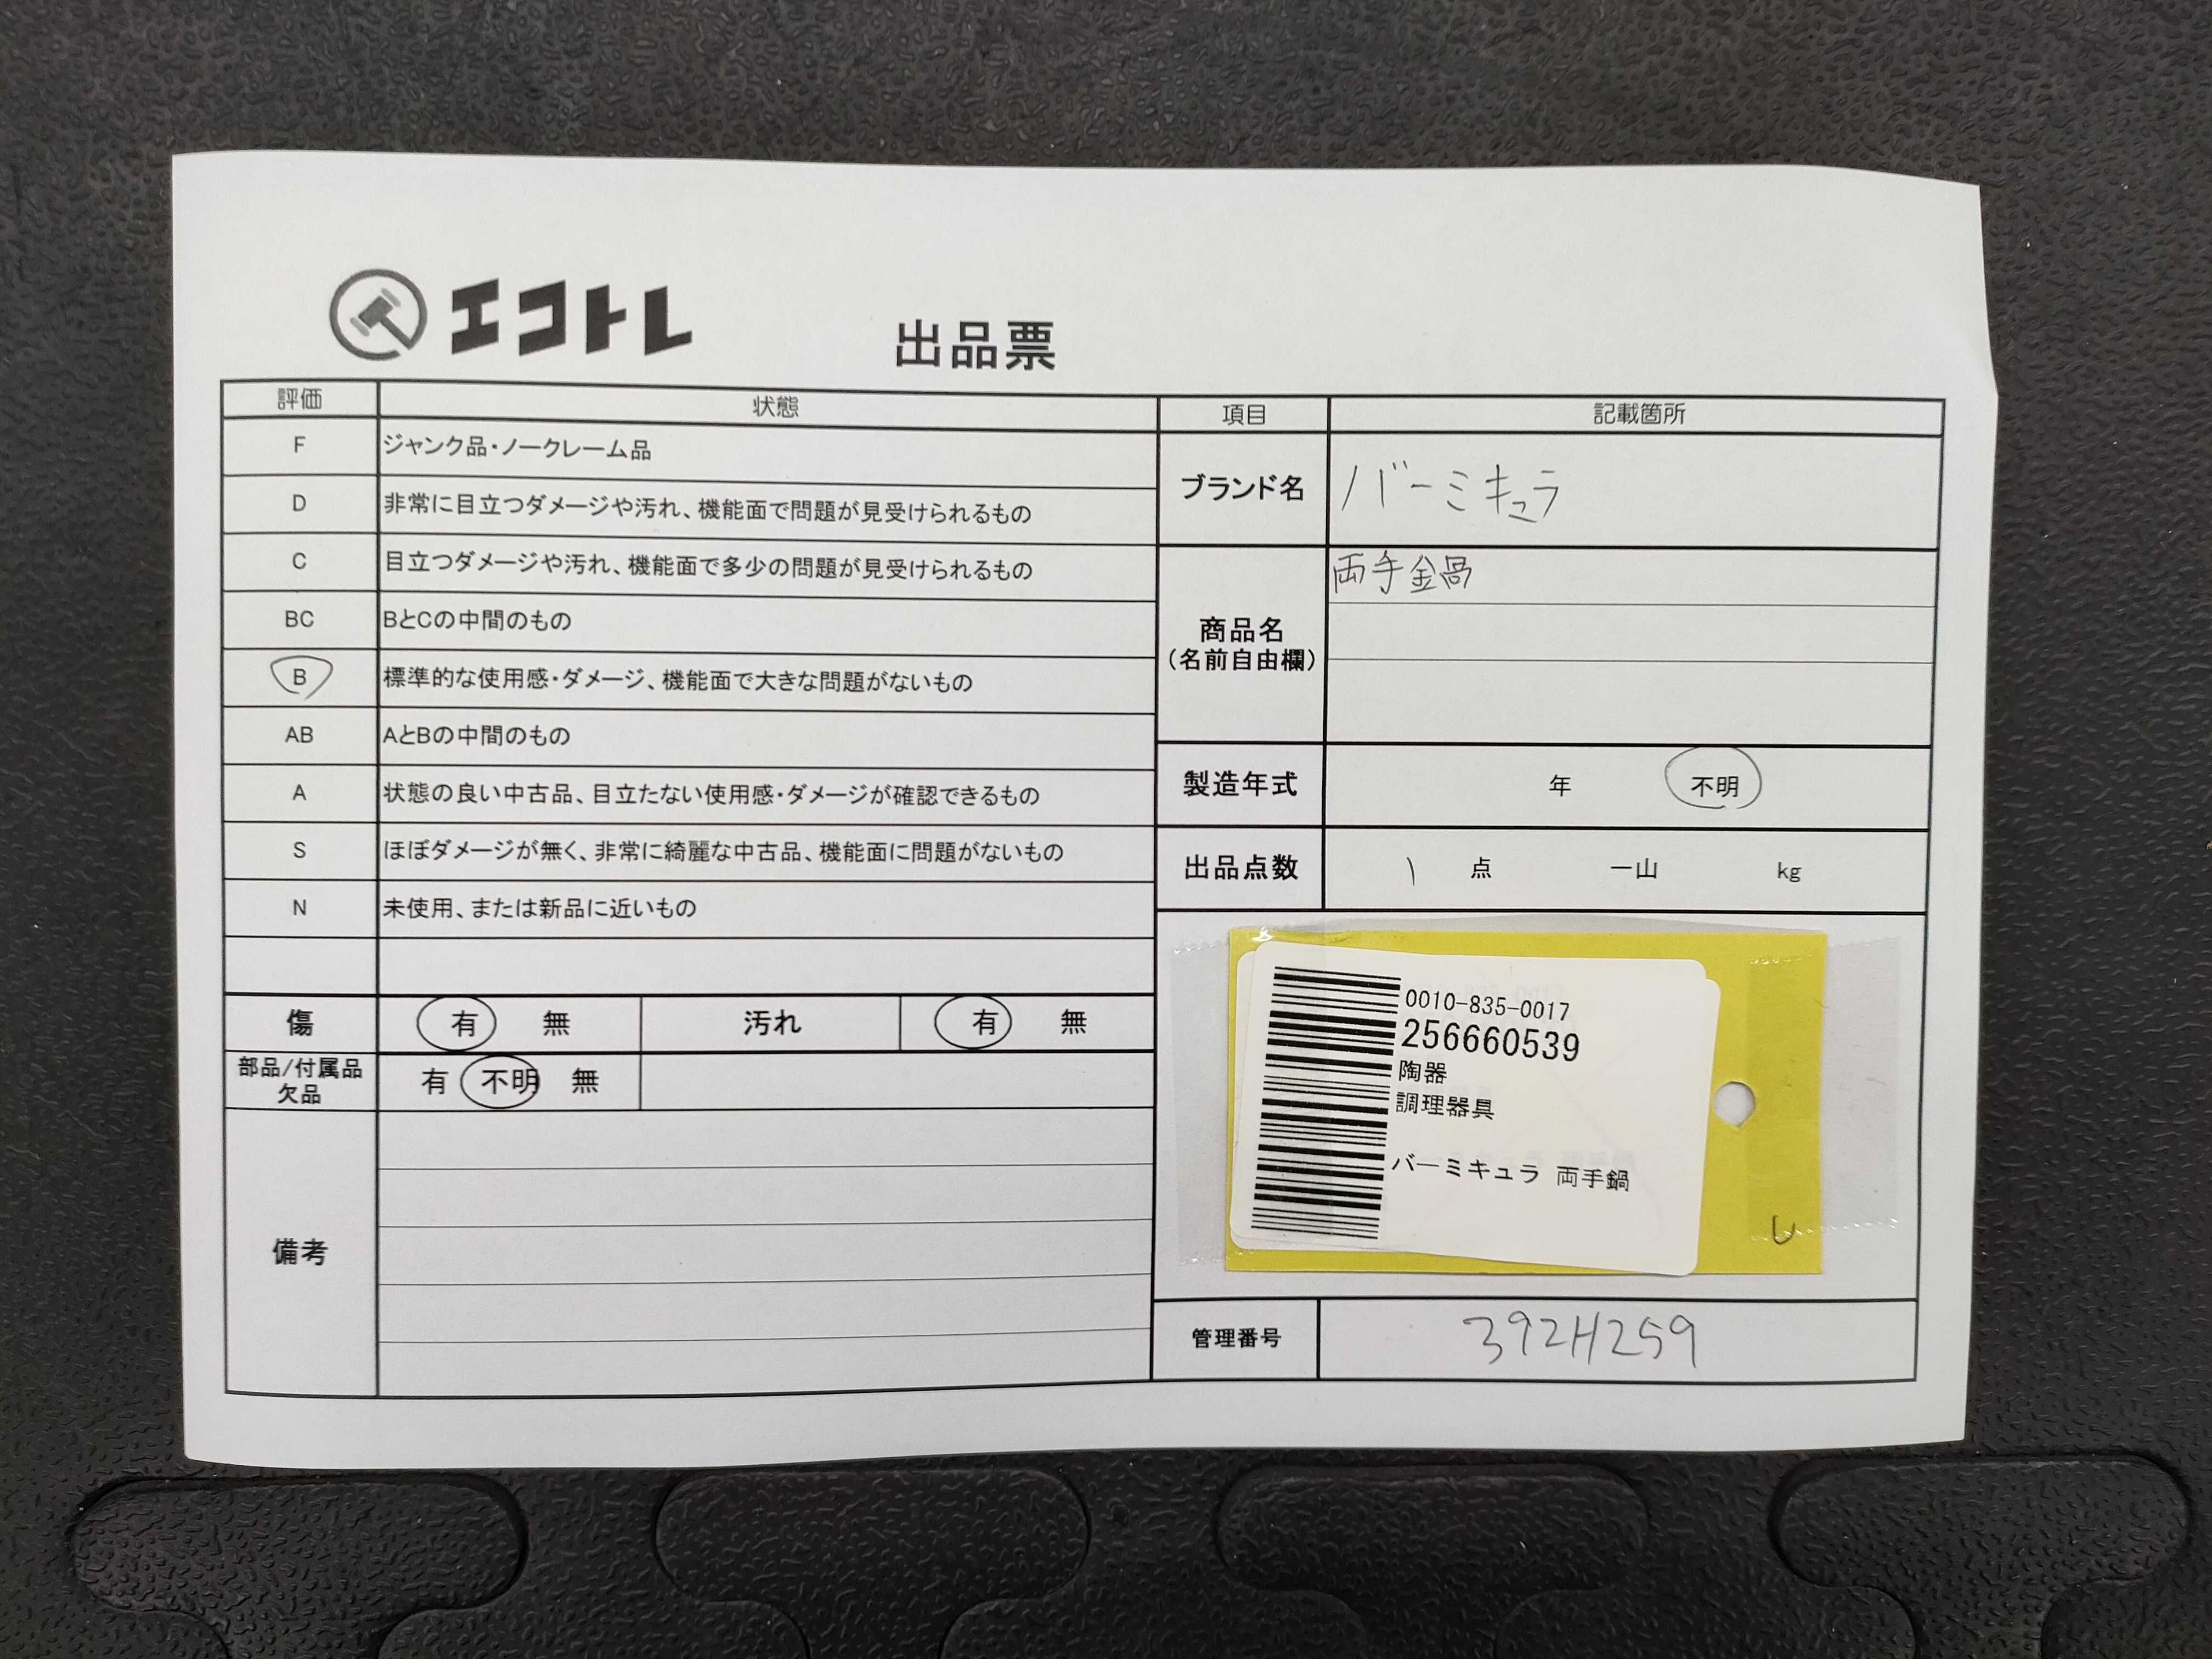 エコトレ
出品票
評価 状態
F ジャンク品・ノークレーム品
D 非常に目立つダメージや汚れ、機能面で問題が見受けられるもの
C 目立つダメージや汚れ、機能面で多少の問題が見受けられるもの
BC BとCの中間のもの
B 標準的な使用感・ダメージ、機能面で大きな問題がないもの
AB AとBの中間のもの
A 状態の良い中古品、目立たない使用感・ダメージが確認できるもの
S ほぼダメージが無く、非常に綺麗な中古品、機能面に問題がないもの
N 未使用、または新品に近いもの
傷 有 無 汚れ 有 無
部品/付属品
欠品 有 不明 無
備考
項目 記載箇所
ブランド名 バーミキュラ
商品名
(名前自由欄)
両手鍋
製造年式 年 不明
出品点数 1 点 一山 kg
0010-835-0017
256660539
陶器
調理器具
バーミキュラ 両手鍋
管理番号 392H259